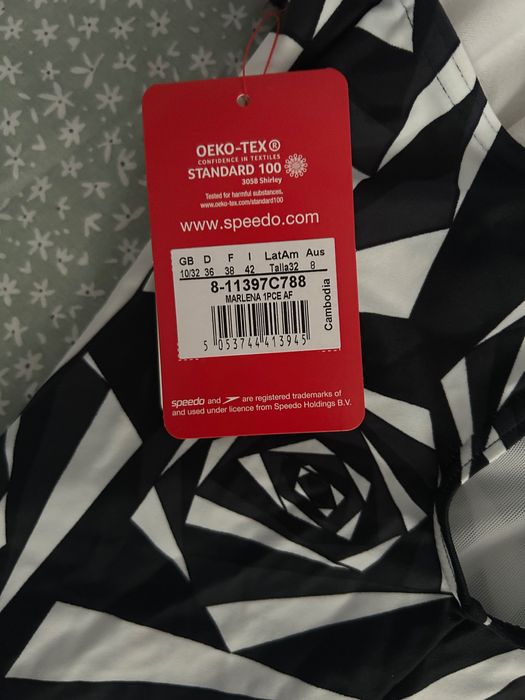 OEKO-TEX®
CONFIDENCE IN TEXTILES
STANDARD 100
3058 Shirley
Tested for harmful substances.
www.oeko-tex.com/standard100
www.speedo.com
GB D F I LatAm Aus
10/32 36 38 42 Talla32 8
8-11397C788
MARLENA 1PCE AF
Cambodia
5 053744 413945
speedo and are registered trademarks of
and used under licence from Speedo Holdings B.V.